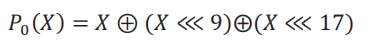 P₀(X) = X ⊕ (X ⋘ 9)⊕(X ⋘ 17)